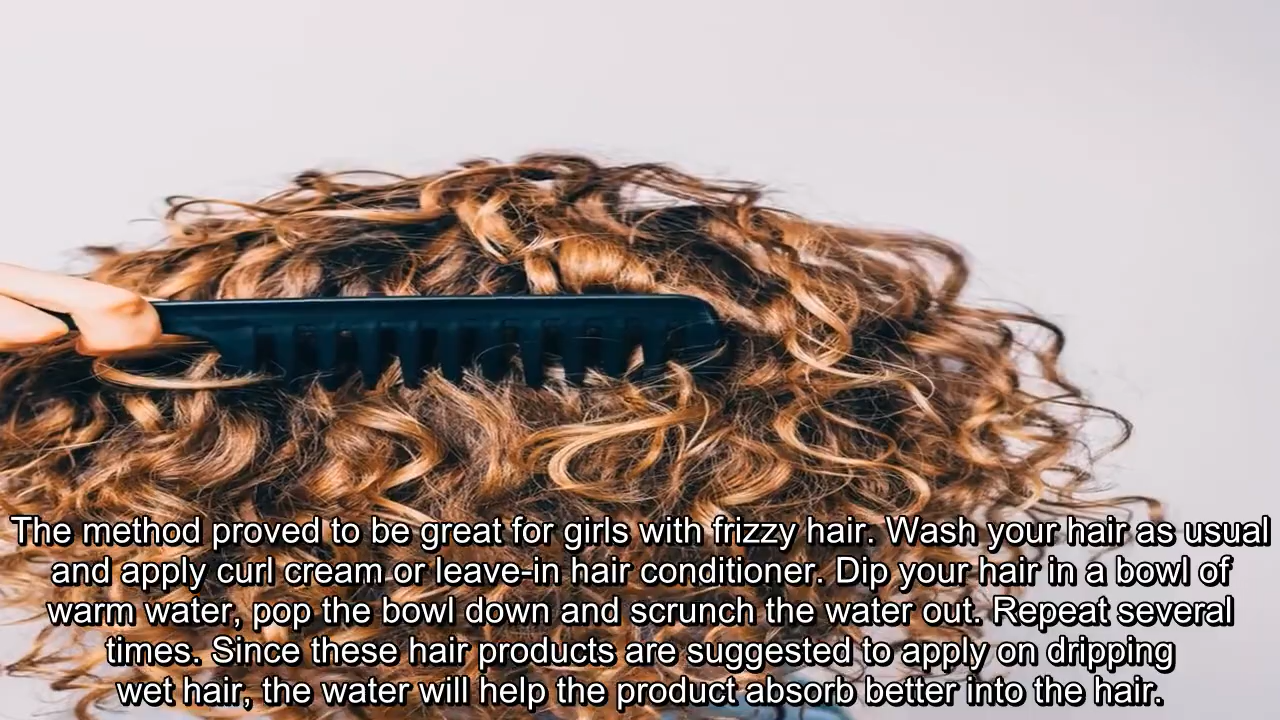 The method proved to be great for girls with frizzy hair. Wash your hair as usual
and apply curl cream or leave-in hair conditioner. Dip your hair in a bowl of
warm water, pop the bowl down and scrunch the water out. Repeat several
times. Since these hair products are suggested to apply on dripping
wet hair, the water will help the product absorb better into the hair.